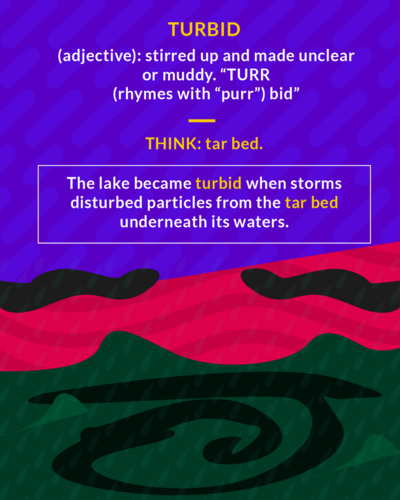 TURBID
(adjective): stirred up and made unclear
or muddy. “TURR
(rhymes with “purr”) bid”
THINK: tar bed.
The lake became turbid when storms
disturbed particles from the tar bed
underneath its waters.